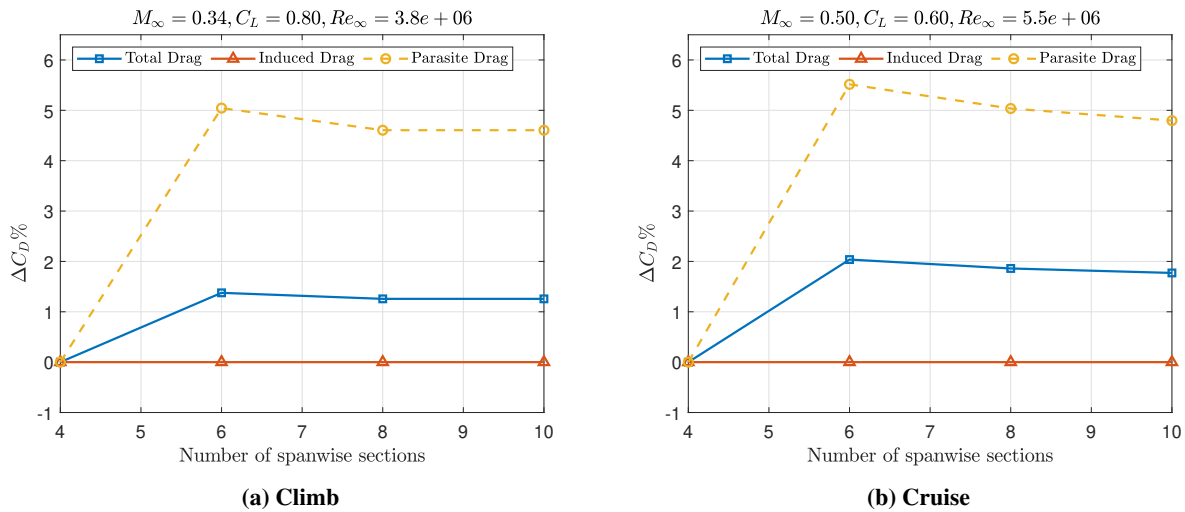 M∞ = 0.34, C_L = 0.80, Re∞ = 3.8e + 06
Total Drag Induced Drag Parasite Drag
6
5
4
3
2
1
0
-1
ΔC_D%
4 5 6 7 8 9 10
Number of spanwise sections
(a) Climb
M∞ = 0.50, C_L = 0.60, Re∞ = 5.5e + 06
Total Drag Induced Drag Parasite Drag
6
5
4
3
2
1
0
-1
ΔC_D%
4 5 6 7 8 9 10
Number of spanwise sections
(b) Cruise